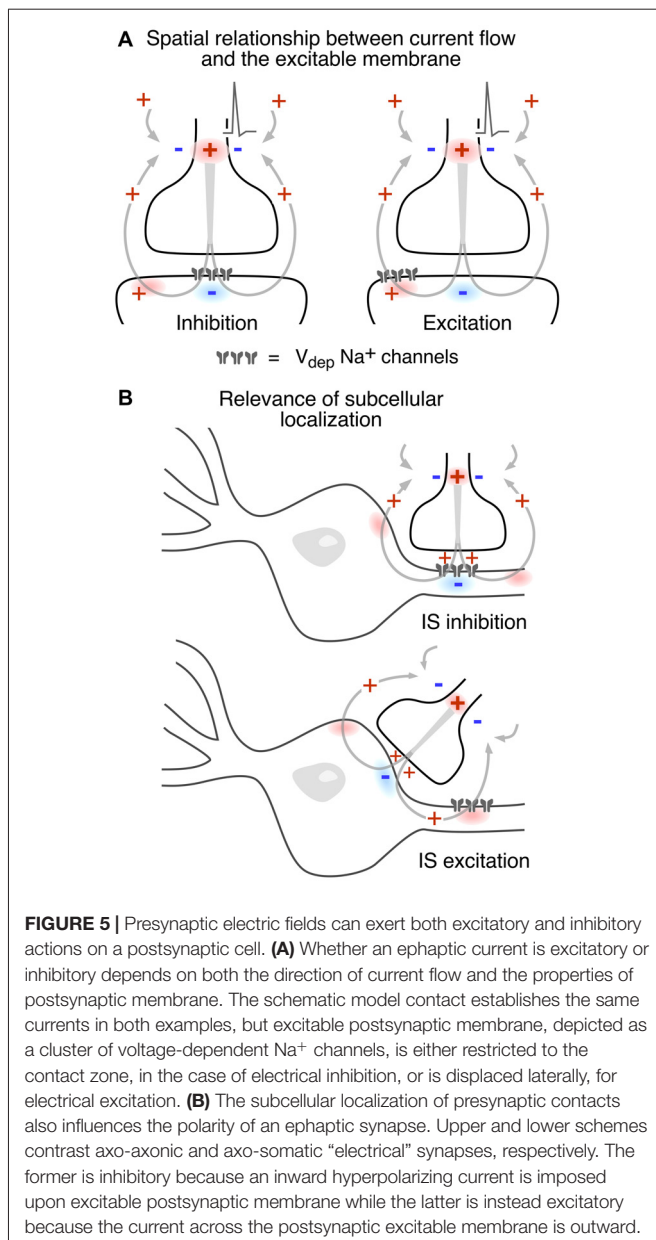 A Spatial relationship between current flow
and the excitable membrane
+ +
- + - - + -
+ + + +
+ - + -
Inhibition Excitation
= Vdep Na+ channels
B Relevance of subcellular
localization
- + -
+ +
+ +
-
IS inhibition
+ -
+
-
+
- +
+
IS excitation
FIGURE 5 | Presynaptic electric fields can exert both excitatory and inhibitory
actions on a postsynaptic cell. (A) Whether an ephaptic current is excitatory or
inhibitory depends on both the direction of current flow and the properties of
postsynaptic membrane. The schematic model contact establishes the same
currents in both examples, but excitable postsynaptic membrane, depicted as
a cluster of voltage-dependent Na+ channels, is either restricted to the
contact zone, in the case of electrical inhibition, or is displaced laterally, for
electrical excitation. (B) The subcellular localization of presynaptic contacts
also influences the polarity of an ephaptic synapse. Upper and lower schemes
contrast axo-axonic and axo-somatic “electrical” synapses, respectively. The
former is inhibitory because an inward hyperpolarizing current is imposed
upon excitable postsynaptic membrane while the latter is instead excitatory
because the current across the postsynaptic excitable membrane is outward.